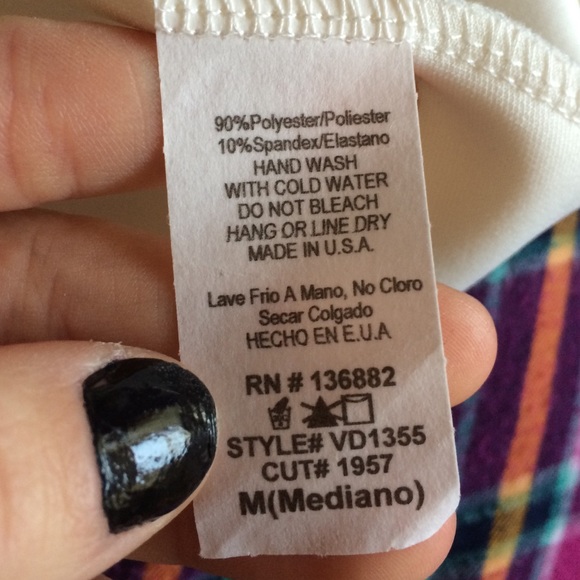 90%Polyester/Poliester
10%Spandex/Elastano
HAND WASH
WITH COLD WATER
DO NOT BLEACH
HANG OR LINE DRY
MADE IN U.S.A.
Lave Frio A Mano, No Cloro
Secar Colgado
HECHO EN E.U.A
RN # 136882
STYLE# VD1355
CUT# 1957
M(Mediano)